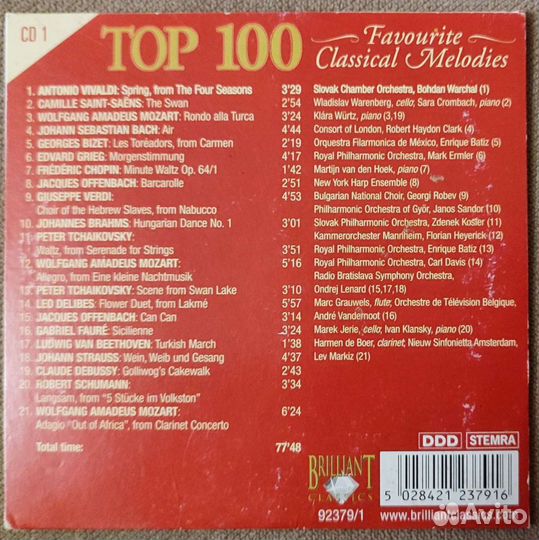 CD 1
TOP 100
Favourite
Classical Melodies
1. ANTONIO VIVALDI: Spring, from The Four Seasons 3'29
2. CAMILLE SAINT-SAËNS: The Swan 2'54
3. WOLFGANG AMADEUS MOZART: Rondo alla Turca 3'24
4. JOHANN SEBASTIAN BACH: Air 4'44
5. GEORGES BIZET: Les Toréadors, from Carmen 2'19
6. EDVARD GRIEG: Morgenstimmung 4'17
7. FRÉDÉRIC CHOPIN: Minute Waltz Op. 64/1 1'42
8. JACQUES OFFENBACH: Barcarolle 2'51
9. GIUSEPPE VERDI:
Choir of the Hebrew Slaves, from Nabucco 4'53
10. JOHANNES BRAHMS: Hungarian Dance No. 1 3'01
11. PETER TCHAIKOVSKY:
Waltz, from Serenade for Strings 3'51
12. WOLFGANG AMADEUS MOZART: 5'16
Allegro, from Eine kleine Nachtmusik
13. PETER TCHAIKOVSKY: Scene from Swan Lake 3'10
14. LEO DELIBES: Flower Duet, from Lakmé 5'57
15. JACQUES OFFENBACH: Can Can 3'14
16. GABRIEL FAURÉ: Sicilienne 3'24
17. LUDWIG VAN BEETHOVEN: Turkish March 1'38
18. JOHANN STRAUSS: Wein, Weib und Gesang 4'37
19. CLAUDE DEBUSSY: Golliwog's Cakewalk 2'43
20. ROBERT SCHUMANN: 3'34
Langsam, from "5 Stücke im Volkston"
21. WOLFGANG AMADEUS MOZART: 6'24
Adagio "Out of Africa", from Clarinet Concerto
Total time: 77'48
Slovak Chamber Orchestra, Bohdan Warchal (1)
Wladislav Warenberg, cello, Sara Crombach, piano (2)
Klára Würtz, piano (3,19)
Consort of London, Robert Haydon Clark (4)
Orquesta Filarmonica de México, Enrique Batiz (5)
Royal Philharmonic Orchestra, Mark Ermler (6)
Martijn van den Hoek, piano (7)
New York Harp Ensemble (8)
Bulgarian National Choir, Georgi Robev (9)
Philharmonic Orchestra of Györ, Janos Sandor (10)
Slovak Philharmonic Orchestra, Zdenek Kosľer (11)
Kammerorchester Mannheim, Florian Heyerick (12)
Royal Philharmonic Orchestra, Enrique Batiz (13)
Royal Philharmonic Orchestra, Carl Davis (14)
Radio Bratislava Symphony Orchestra,
Ondrej Lenard (15,17,18)
Marc Grauwels, flute, Orchestre de Télévision Belgique,
André Vandernoot (16)
Marek Jerie, cello, Ivan Klansky, piano (20)
Harmen de Boer, clarinet, Nieuw Sinfonietta Amsterdam,
Lev Markiz (21)
DDD STEMRA
BRILLIANT
CLASSICS
92379/1
5 028421 237916
www.brilliantclassics.com
Avito